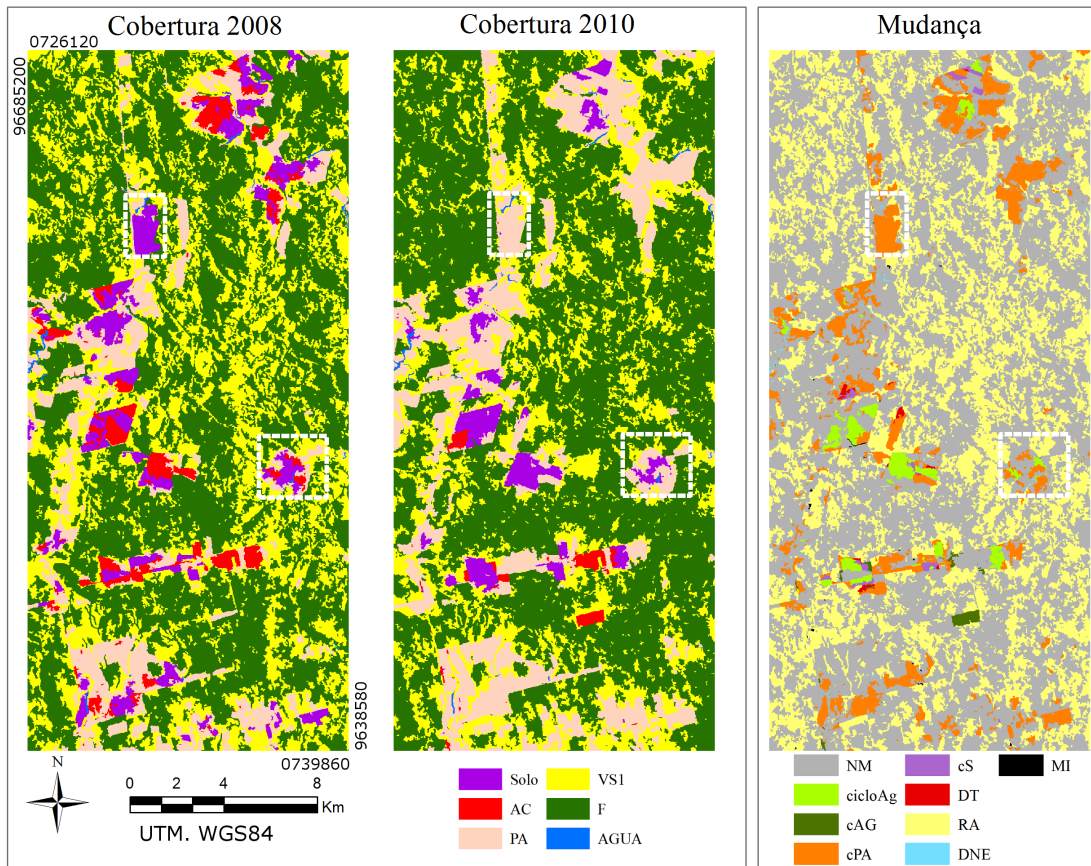 Cobertura 2008
Cobertura 2010
Mudança
0726120
96685200
9638580
0739860
N
0 2 4 8
Km
UTM. WGS84
Solo
AC
PA
VS1
F
AGUA
NM
cicloAg
cAG
cPA
cS
DT
RA
DNE
MI